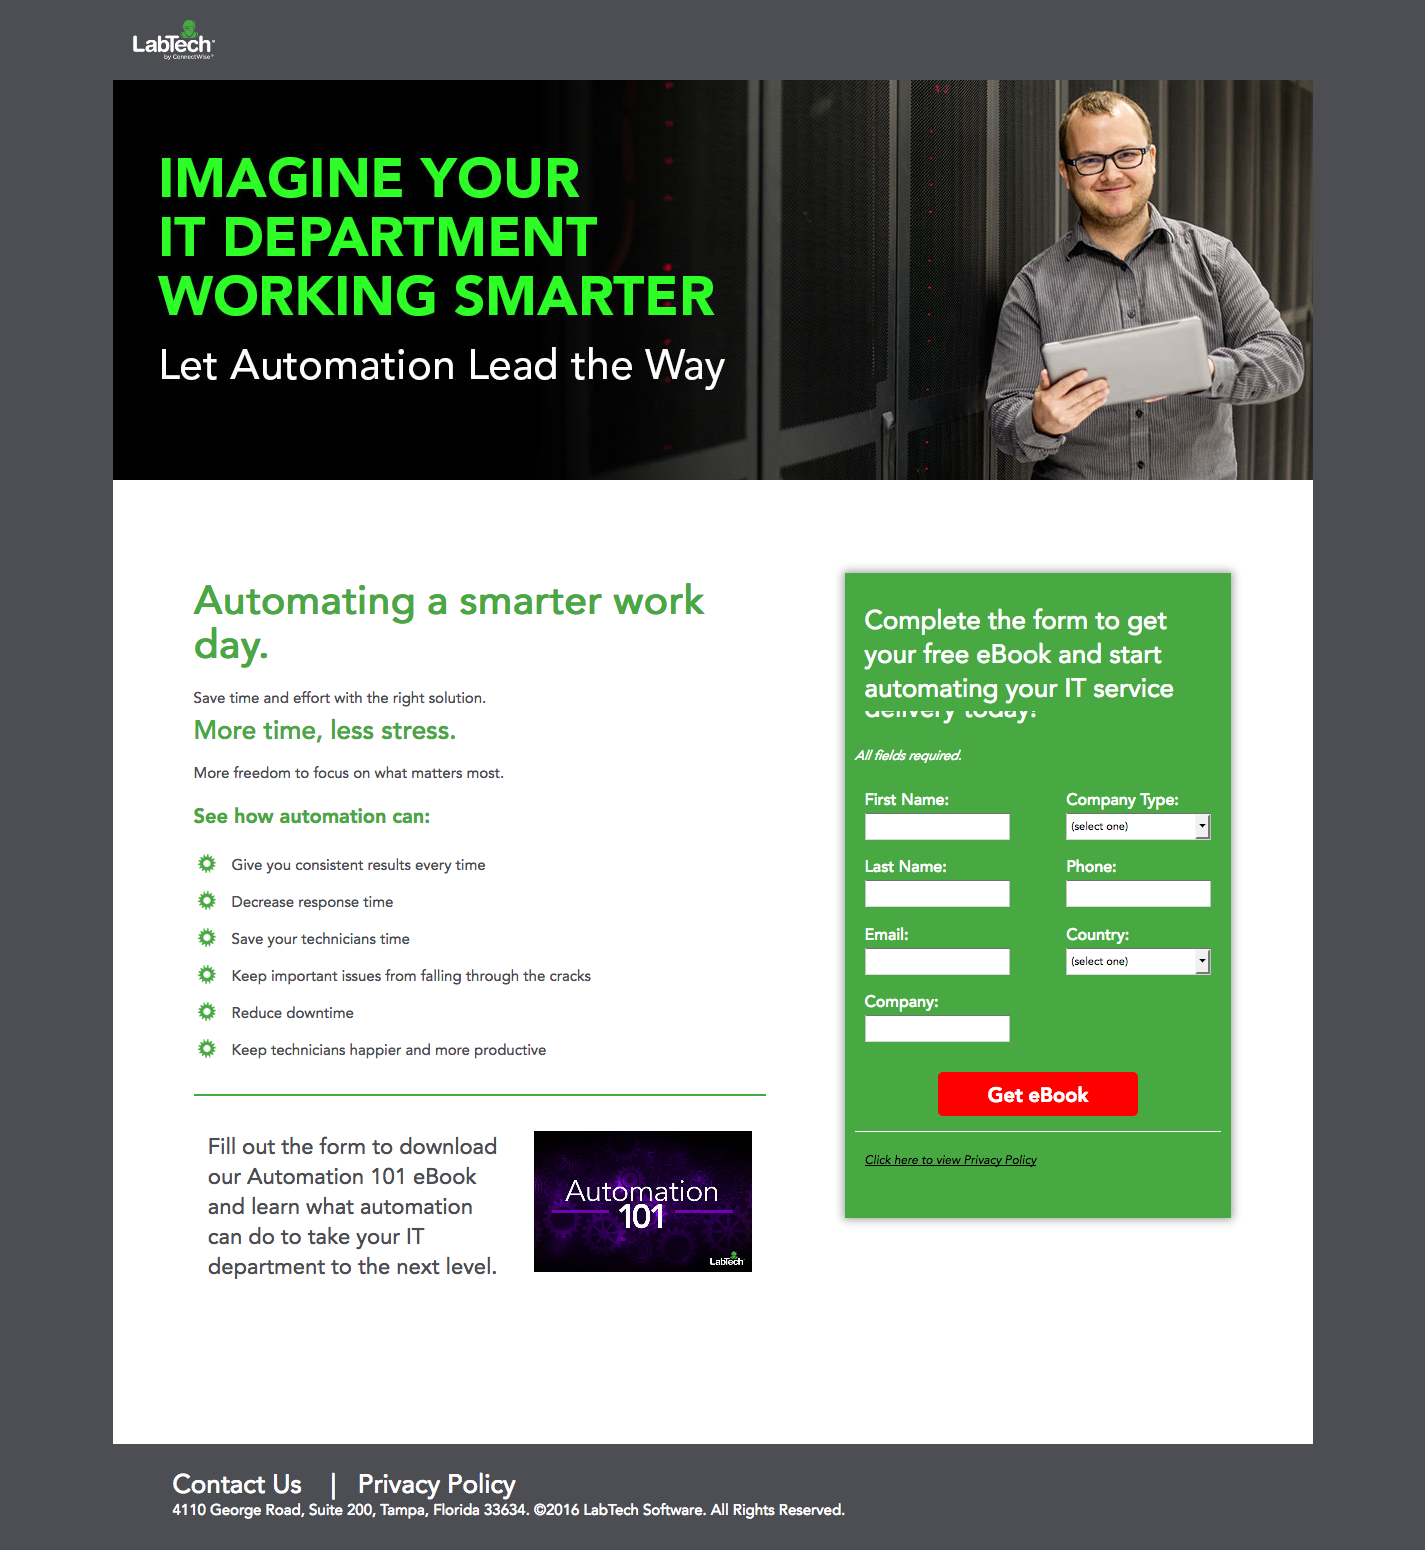 LabTech
by ConnectWise
IMAGINE YOUR
IT DEPARTMENT
WORKING SMARTER
Let Automation Lead the Way
Automating a smarter work
day.
Save time and effort with the right solution.
More time, less stress.
More freedom to focus on what matters most.
See how automation can:
Give you consistent results every time
Decrease response time
Save your technicians time
Keep important issues from falling through the cracks
Reduce downtime
Keep technicians happier and more productive
Fill out the form to download
our Automation 101 eBook
and learn what automation
can do to take your IT
department to the next level.
Automation
101
LabTech
Complete the form to get
your free eBook and start
automating your IT service
delivery today!
All fields required.
First Name:
Company Type:
(select one)
Last Name:
Phone:
Email:
Country:
(select one)
Company:
Get eBook
Click here to view Privacy Policy
Contact Us | Privacy Policy
4110 George Road, Suite 200, Tampa, Florida 33634. ©2016 LabTech Software. All Rights Reserved.